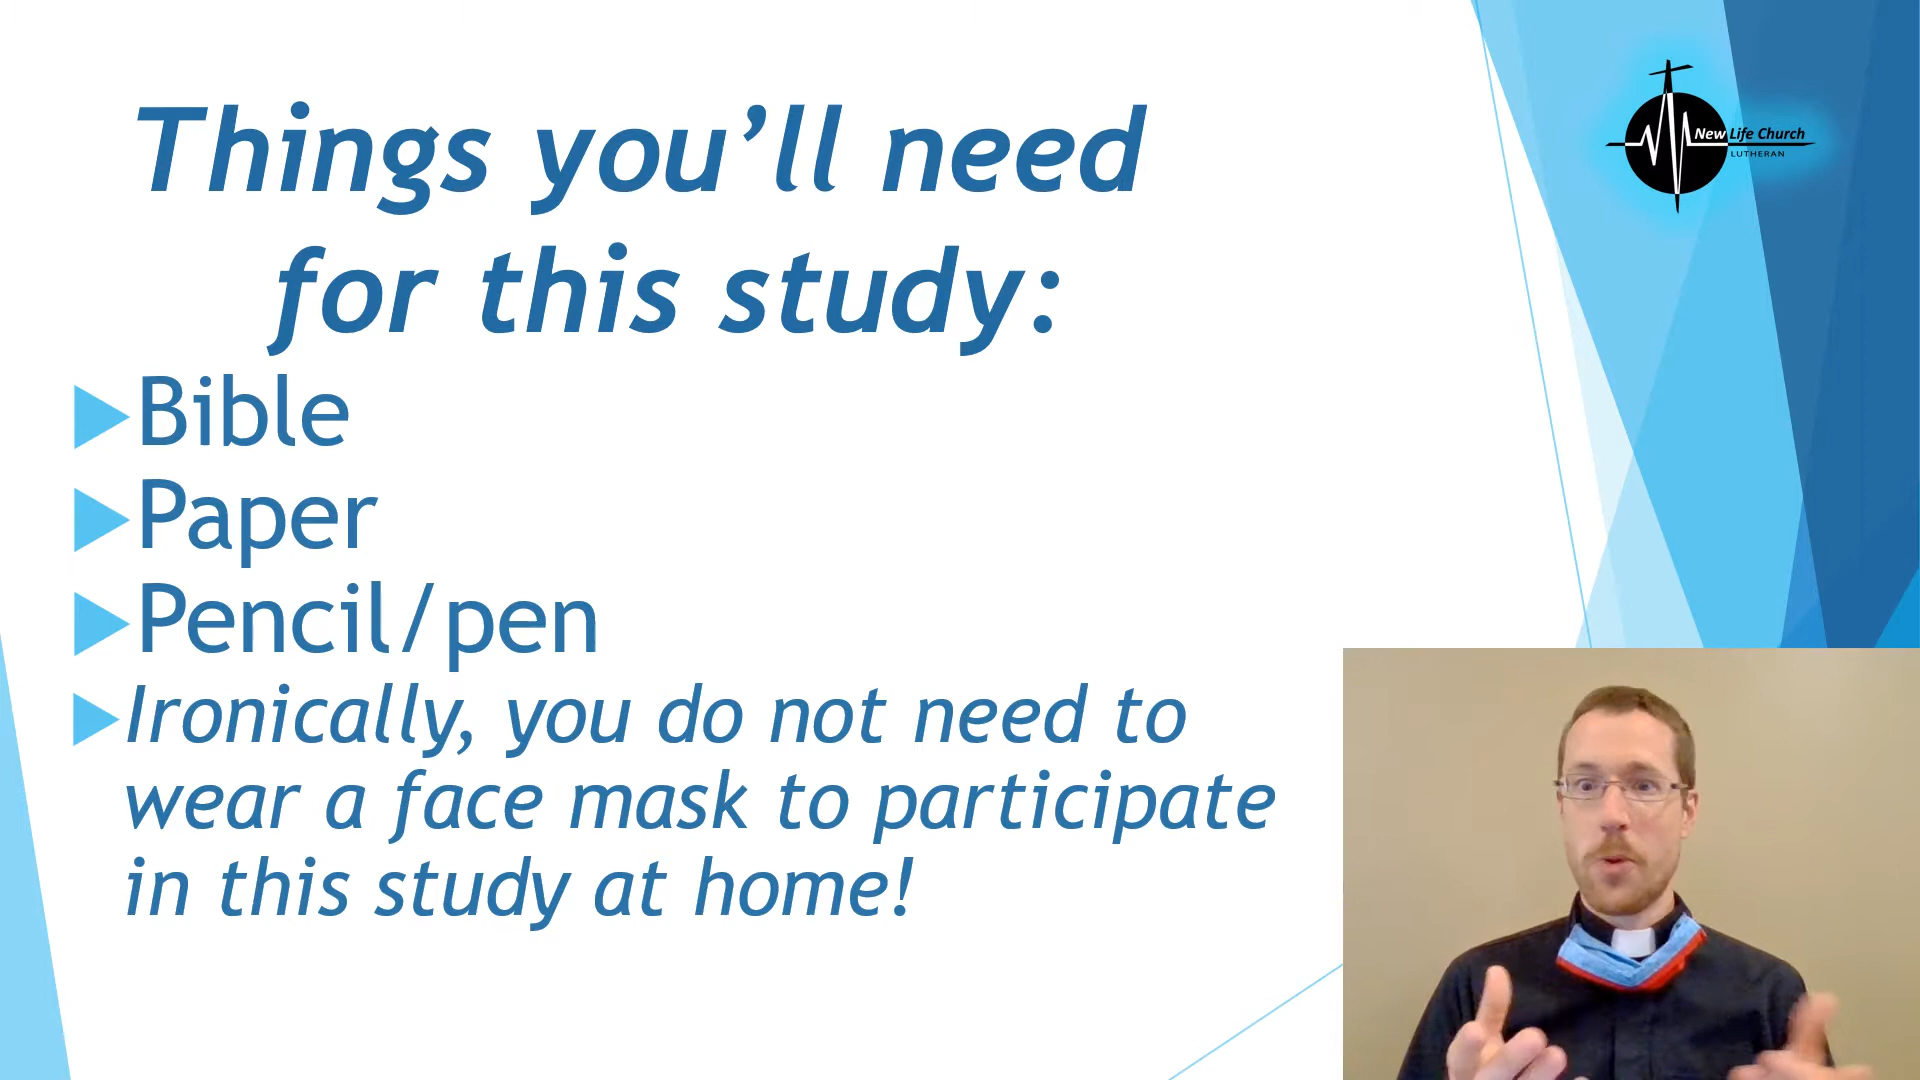 Things you’ll need
for this study:
Bible
Paper
Pencil/pen
Ironically, you do not need to
wear a face mask to participate
in this study at home!
New Life Church
LUTHERAN